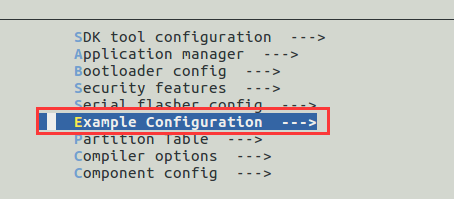 SDK tool configuration  --->
Application manager  --->
Bootloader config  --->
Security features  --->
Serial flasher config  --->
Example Configuration  --->
Partition Table  --->
Compiler options  --->
Component config  --->